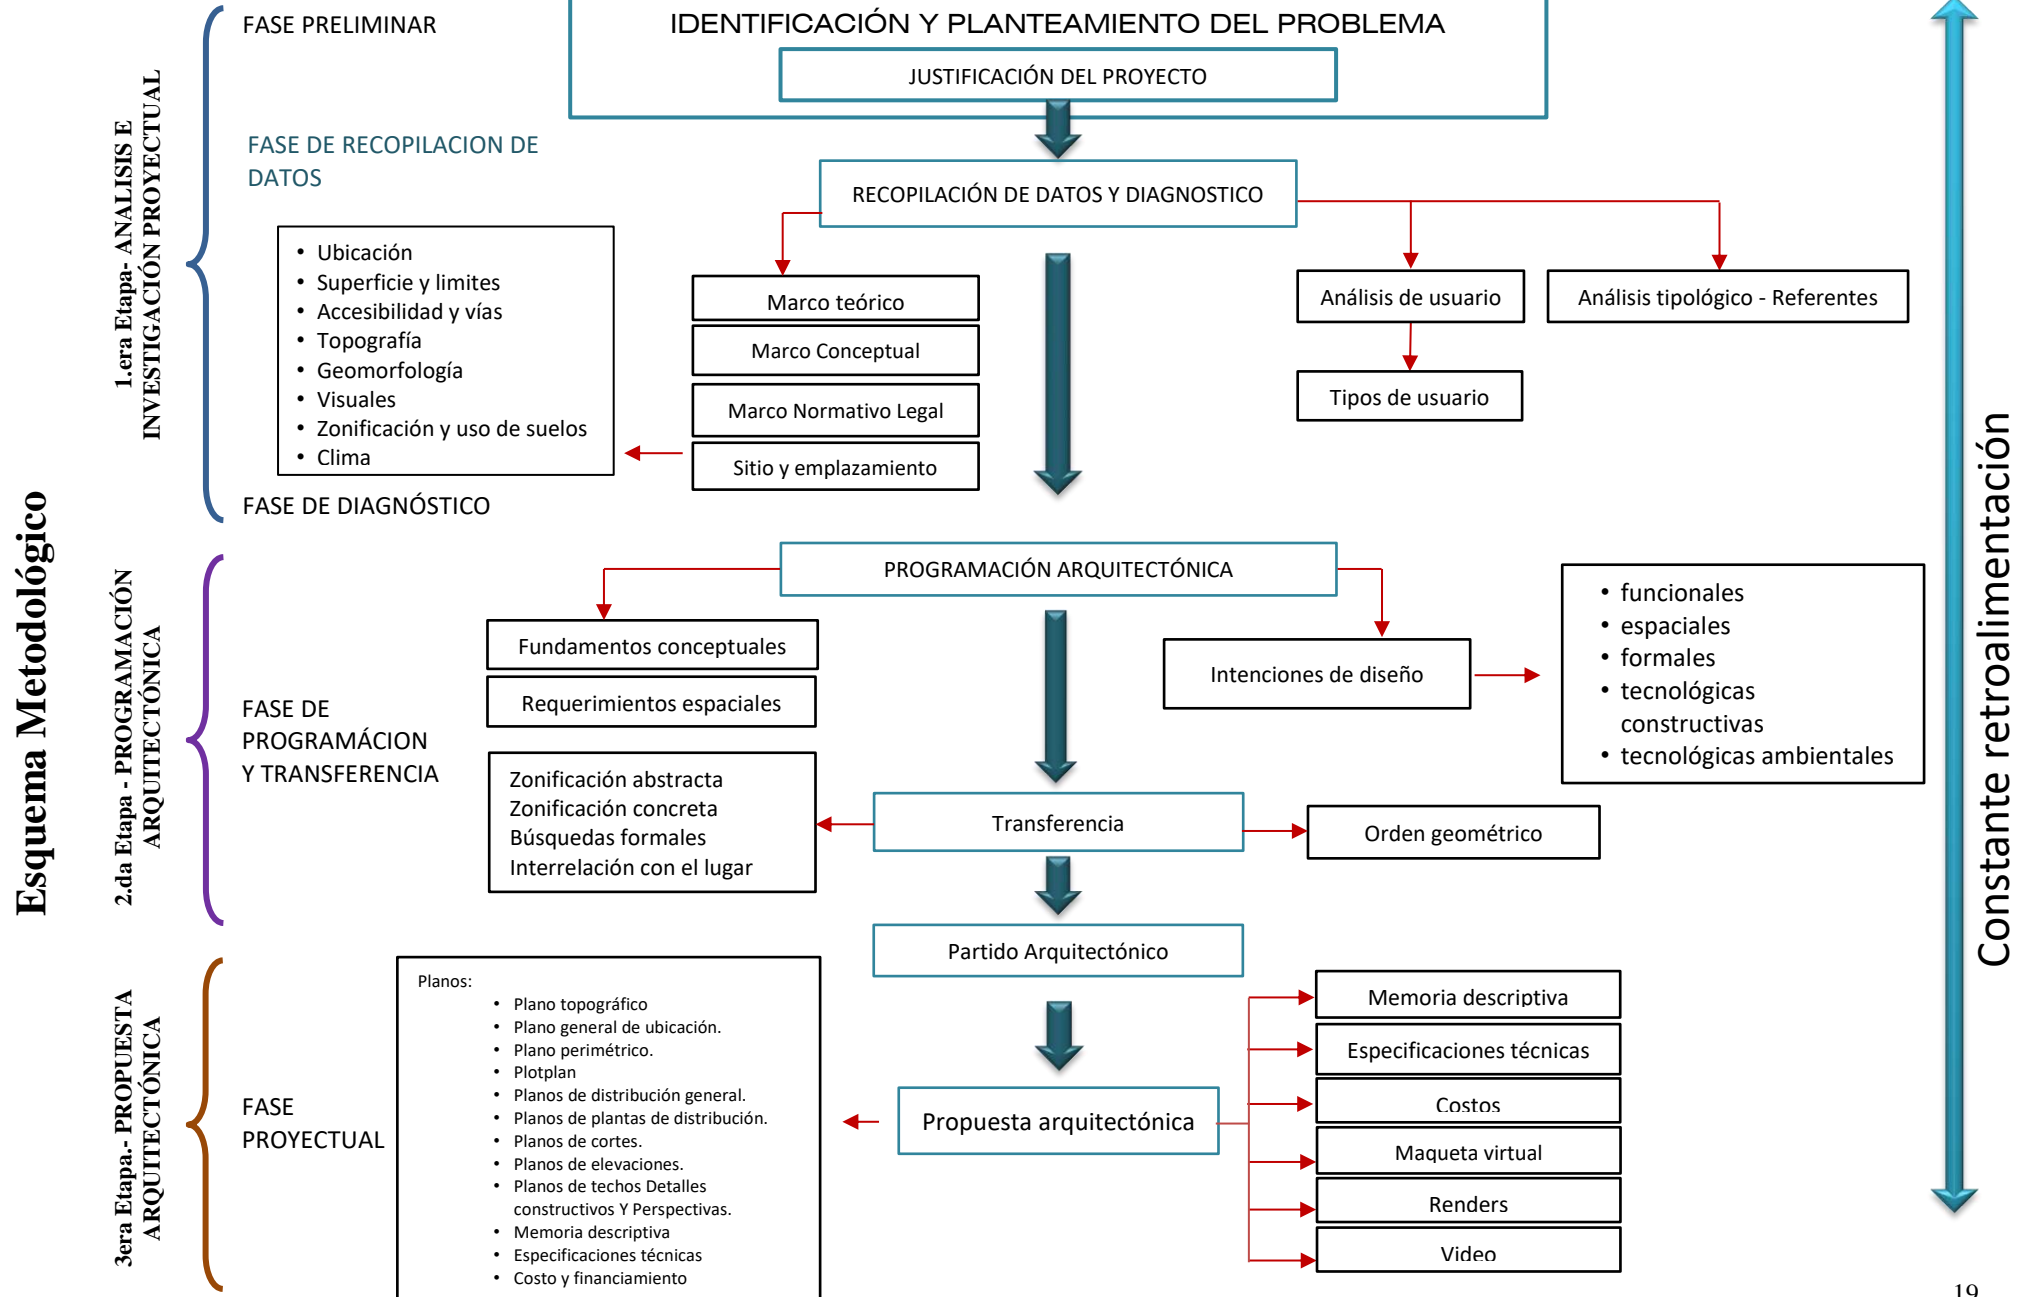 Esquema Metodológico
1.era Etapa- ANALISIS E
INVESTIGACIÓN PROYECTUAL
FASE PRELIMINAR
IDENTIFICACIÓN Y PLANTEAMIENTO DEL PROBLEMA
JUSTIFICACIÓN DEL PROYECTO
FASE DE RECOPILACION DE
DATOS
RECOPILACIÓN DE DATOS Y DIAGNOSTICO
• Ubicación
• Superficie y limites
• Accesibilidad y vías
• Topografía
• Geomorfología
• Visuales
• Zonificación y uso de suelos
• Clima
Marco teórico
Marco Conceptual
Marco Normativo Legal
Sitio y emplazamiento
Análisis de usuario
Tipos de usuario
Análisis tipológico - Referentes
FASE DE DIAGNÓSTICO
2.da Etapa - PROGRAMACIÓN
ARQUITECTÓNICA
PROGRAMACIÓN ARQUITECTÓNICA
FASE DE
PROGRAMÁCION
Y TRANSFERENCIA
Fundamentos conceptuales
Requerimientos espaciales
Intenciones de diseño
• funcionales
• espaciales
• formales
• tecnológicas
constructivas
• tecnológicas ambientales
Zonificación abstracta
Zonificación concreta
Búsquedas formales
Interrelación con el lugar
Transferencia
Orden geométrico
Partido Arquitectónico
3era Etapa.- PROPUESTA
ARQUITECTÓNICA
FASE
PROYECTUAL
Planos:
• Plano topográfico
• Plano general de ubicación.
• Plano perimétrico.
• Plotplan
• Planos de distribución general.
• Planos de plantas de distribución.
• Planos de cortes.
• Planos de elevaciones.
• Planos de techos Detalles
constructivos Y Perspectivas.
• Memoria descriptiva
• Especificaciones técnicas
• Costo y financiamiento
Propuesta arquitectónica
Memoria descriptiva
Especificaciones técnicas
Costos
Maqueta virtual
Renders
Video
Constante retroalimentación
19